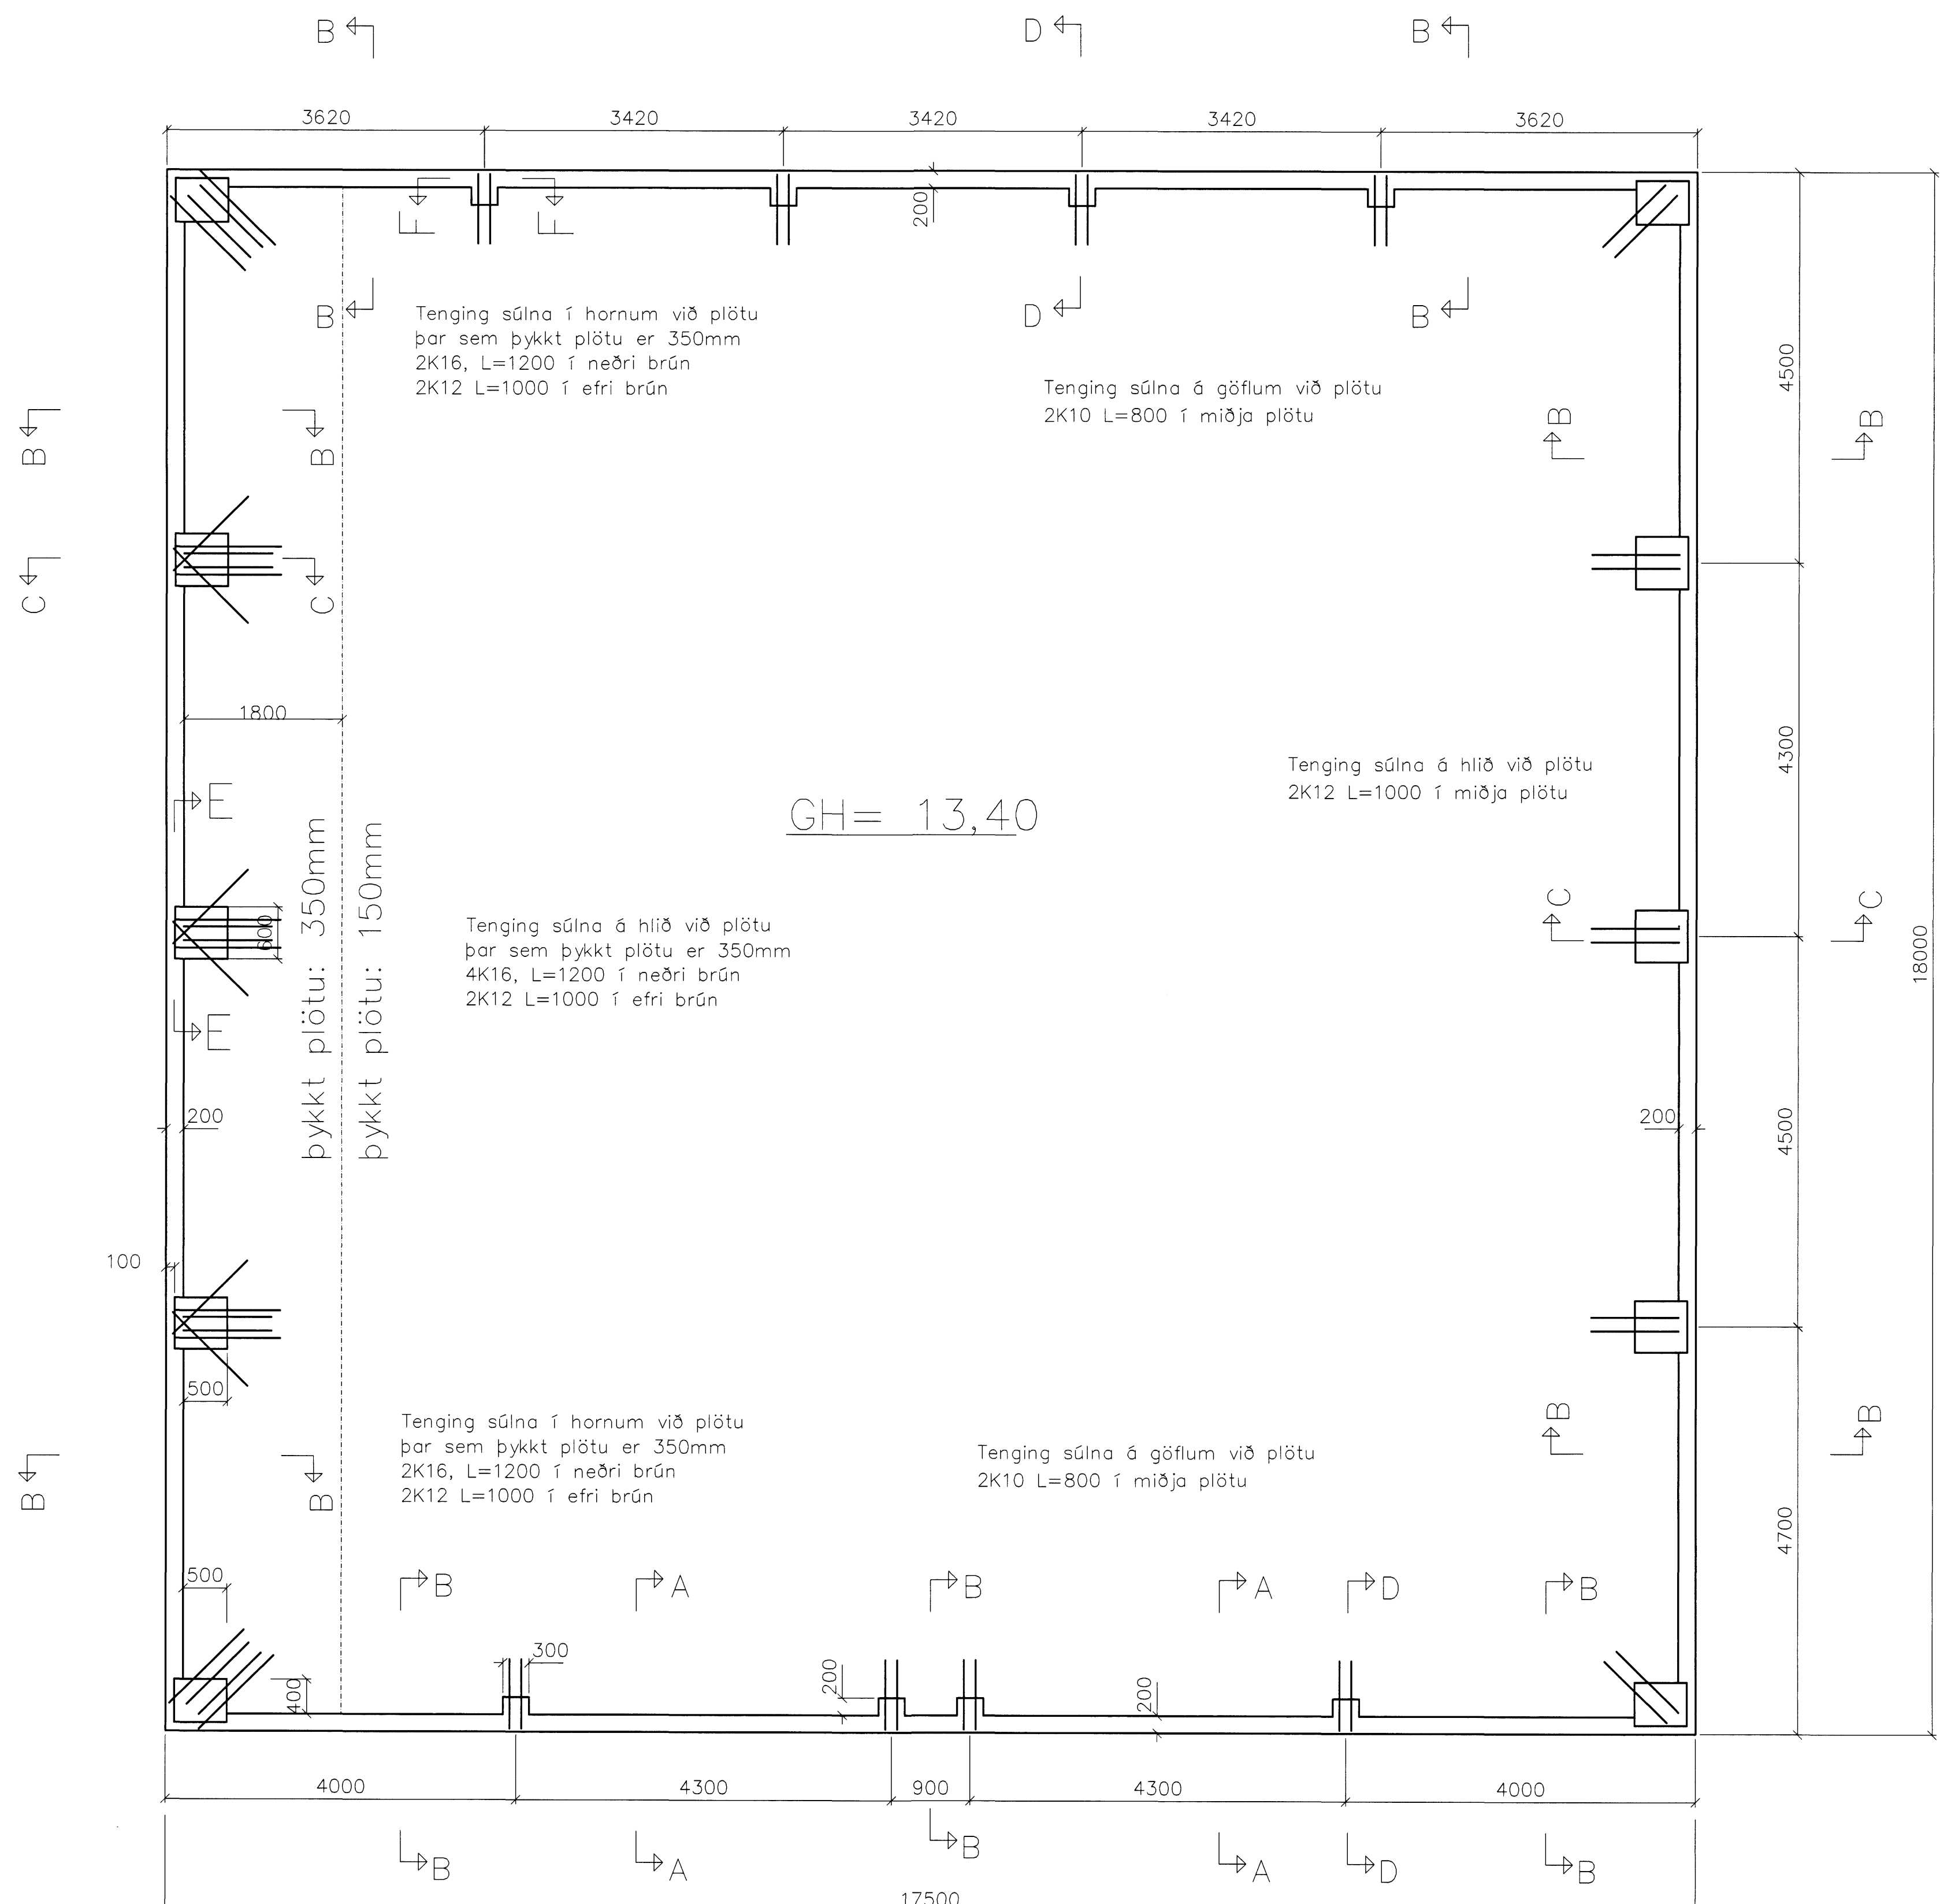 B
D
B
3620
3420
3420
3420
3620
F
F
200
B
D
B
Tenging súlna í hornum við plötu
þar sem þykkt plötu er 350mm
2K16, L=1200 í neðri brún
2K12 L=1000 í efri brún
Tenging súlna á göflum við plötu
2K10 L=800 í miðja plötu
4500
B
B
B
B
C
C
1800
4300
Tenging súlna á hlið við plötu
2K12 L=1000 í miðja plötu
E
GH= 13,40
þykkt plötu: 350mm
þykkt plötu: 150mm
600
Tenging súlna á hlið við plötu
þar sem þykkt plötu er 350mm
4K16, L=1200 í neðri brún
2K12 L=1000 í efri brún
C
C
18000
E
200
200
4500
100
500
Tenging súlna í hornum við plötu
þar sem þykkt plötu er 350mm
2K16, L=1200 í neðri brún
2K12 L=1000 í efri brún
Tenging súlna á göflum við plötu
2K10 L=800 í miðja plötu
B
B
B
B
4700
500
B
A
B
A
D
B
300
400
200
200
4000
4300
900
4300
4000
B
A
B
A
D
B
17500